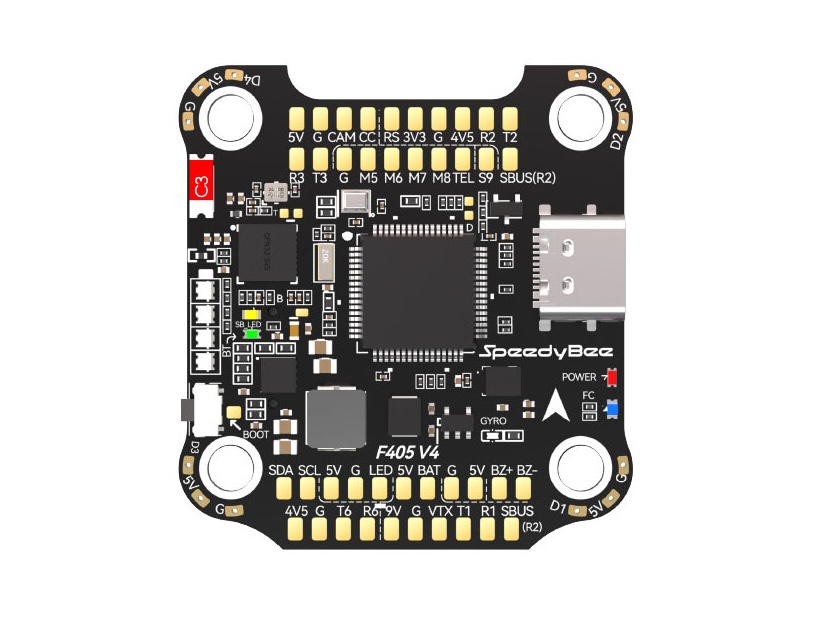 G 5V D4
G 5V D2
5V G CAM CC RS 3V3 G 4V5 R2 T2
R3 T3 G M5 M6 M7 M8 TEL S9 SBUS(R2)
C3
T
D
B
SB LED
BT
SpeedyBee
POWER
FC
GYRO
BOOT
F405 V4
D3 5V G
D1 5V G
SDA SCL 5V G LED 5V BAT G 5V BZ+ BZ-
4V5 G T6 R6 9V G VTX T1 R1 SBUS
(R2)